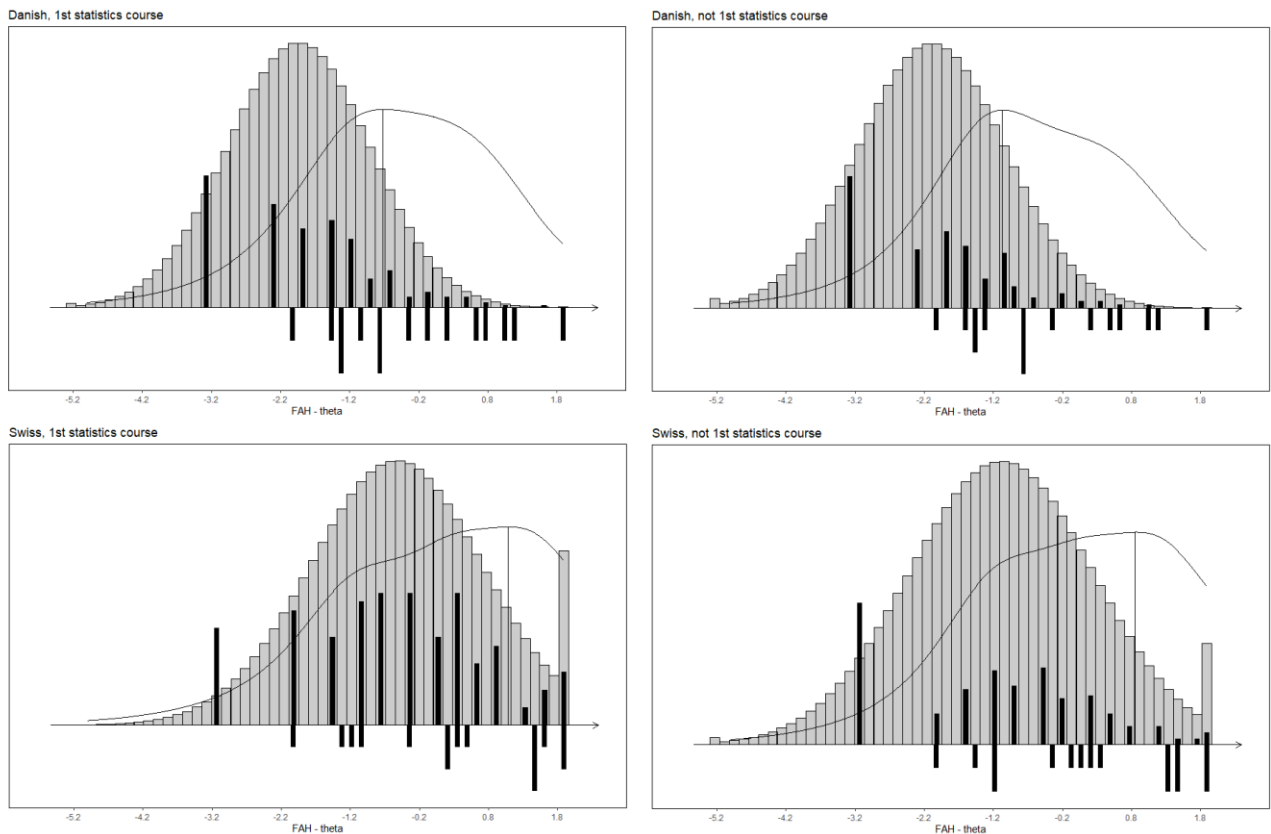 Danish, 1st statistics course
Danish, not 1st statistics course
-5.2 -4.2 -3.2 -2.2 -1.2 -0.2 0.8 1.8
FAH - theta
-5.2 -4.2 -3.2 -2.2 -1.2 -0.2 0.8 1.8
FAH - theta
Swiss, 1st statistics course
Swiss, not 1st statistics course
-5.2 -4.2 -3.2 -2.2 -1.2 -0.2 0.8 1.8
FAH - theta
-5.2 -4.2 -3.2 -2.2 -1.2 -0.2 0.8 1.8
FAH - theta